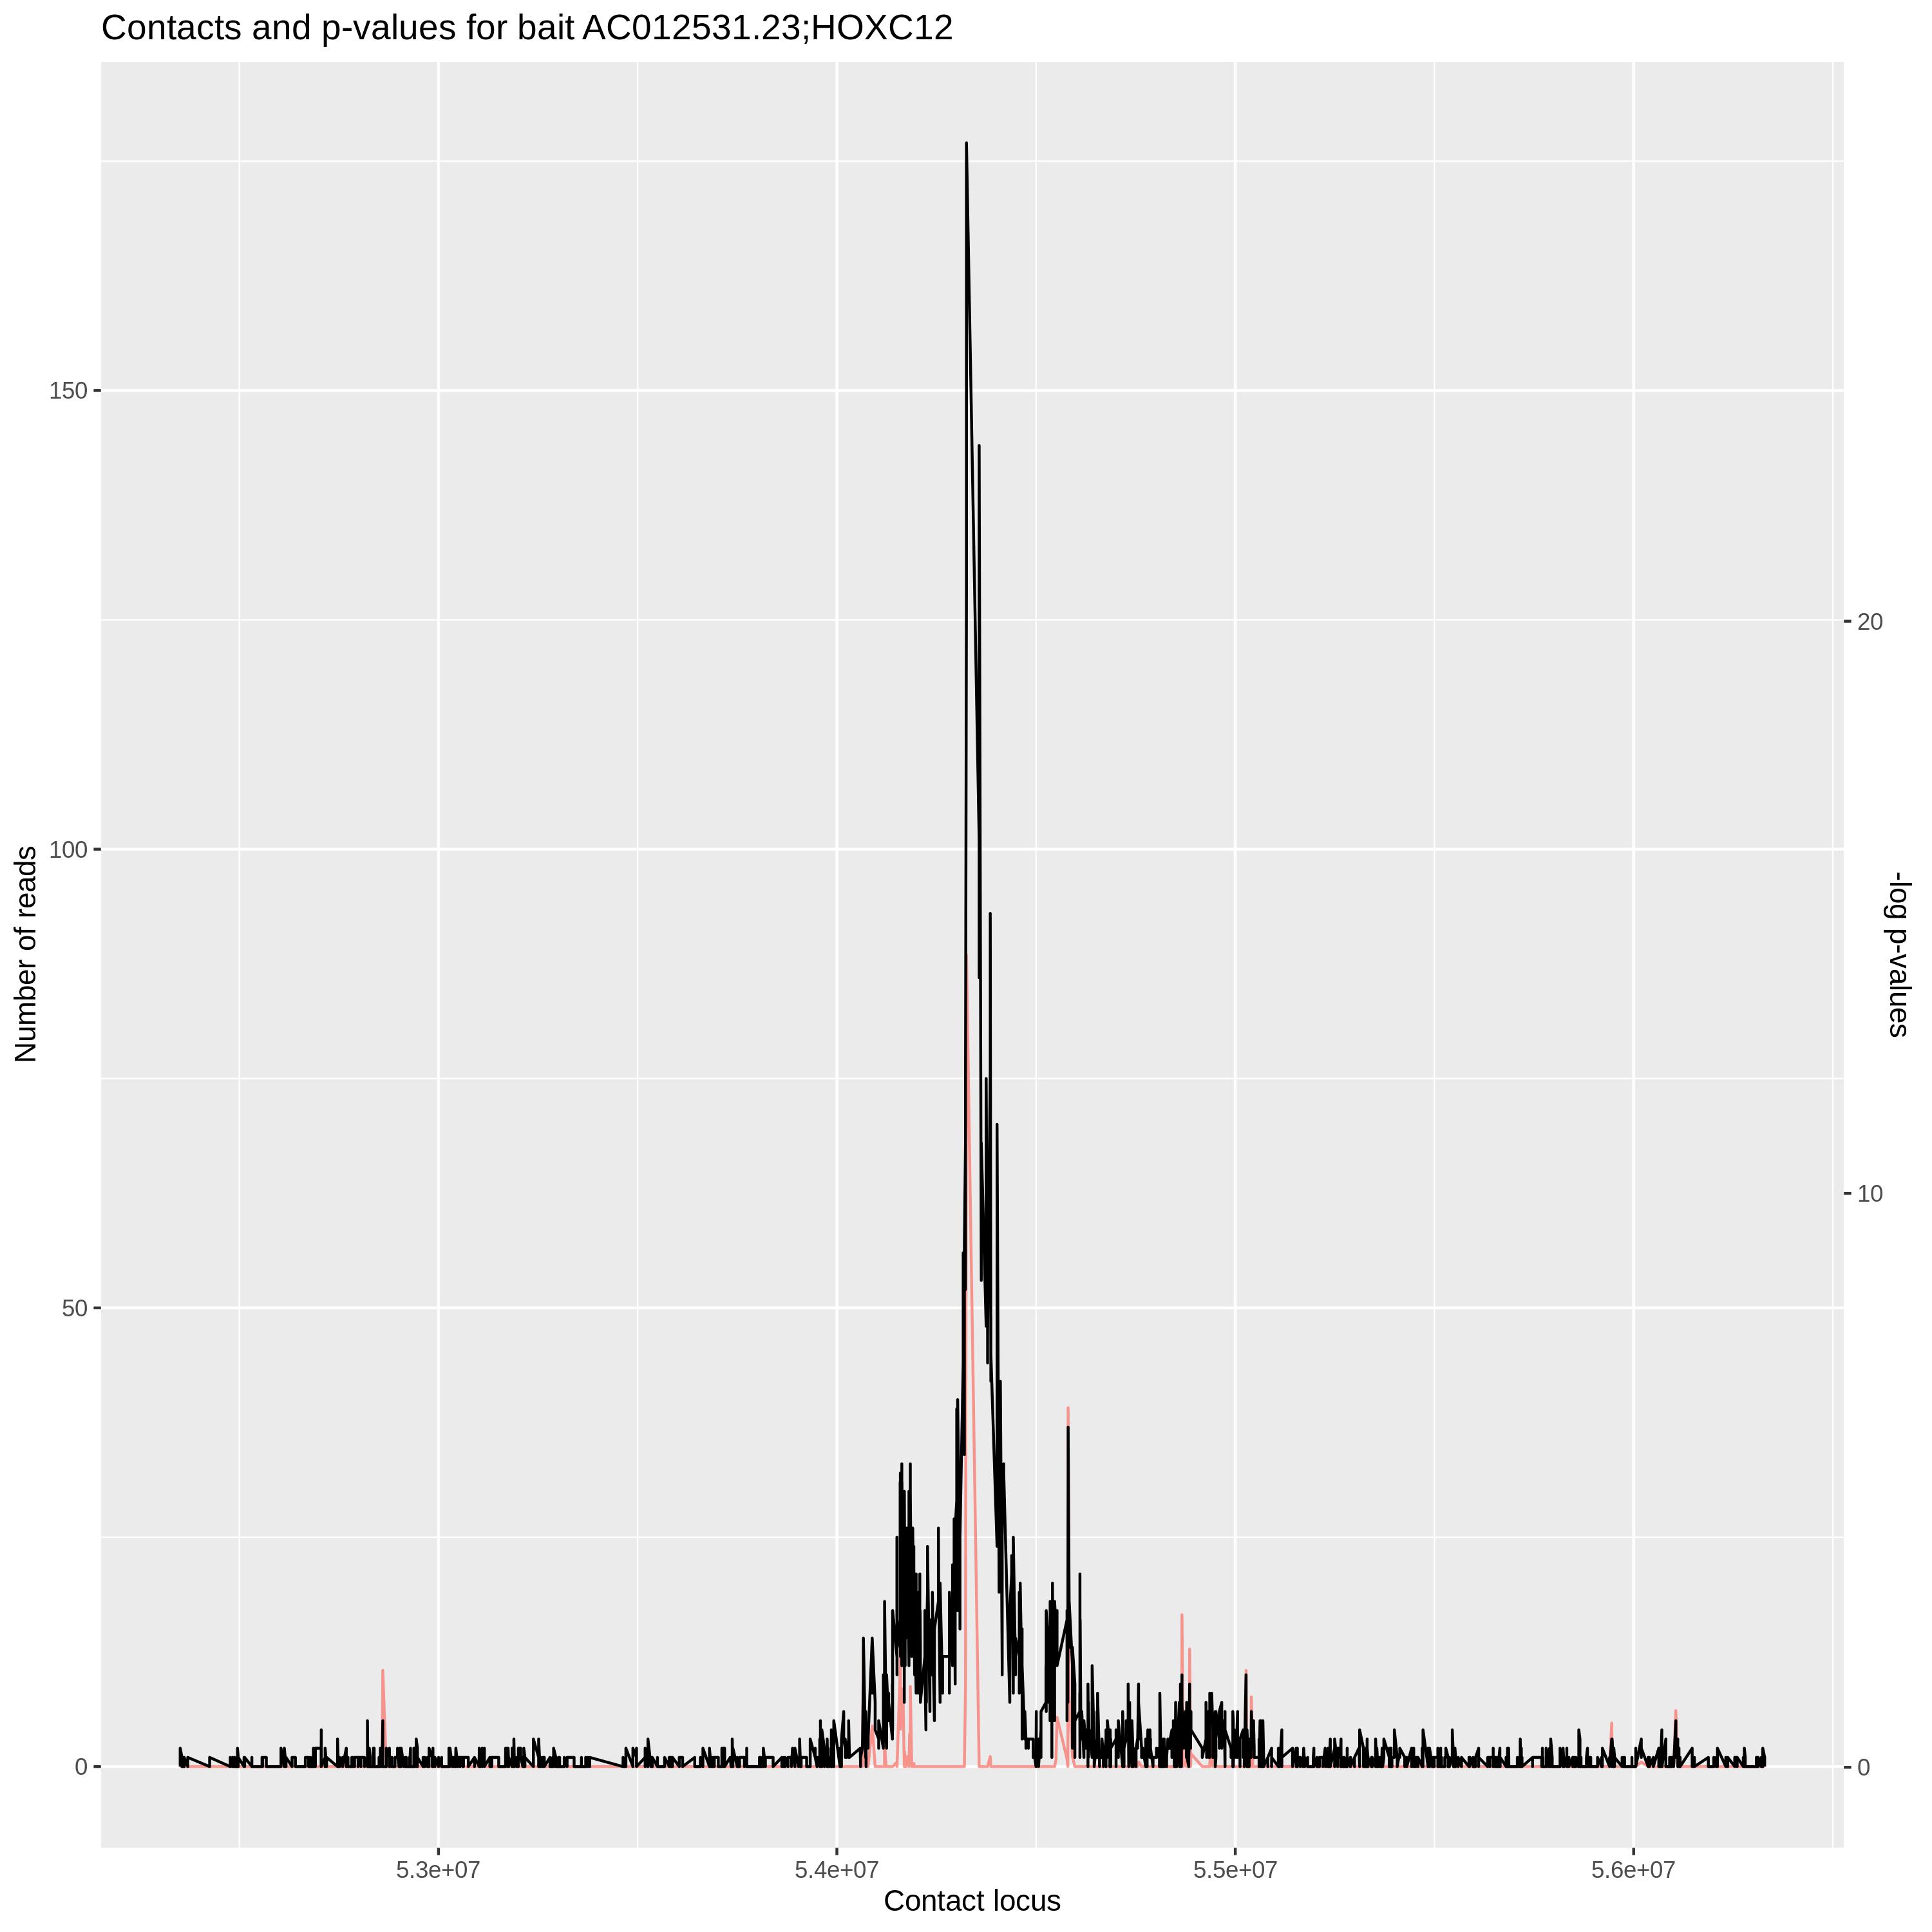 Contacts and p-values for bait AC012531.23;HOXC12
150
100
50
0
Number of reads
20
10
0
-log p-values
5.3e+07
5.4e+07
5.5e+07
5.6e+07
Contact locus